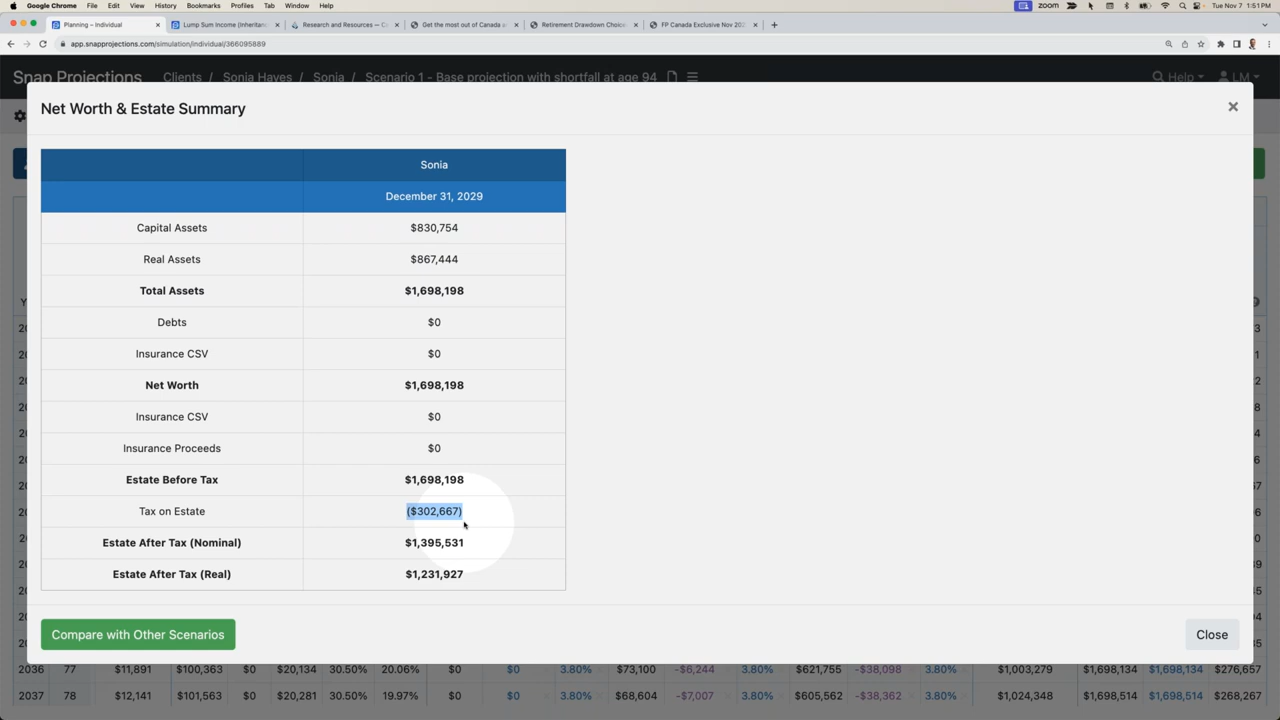 Google Chrome File Edit View History Bookmarks Profiles Tab Window Help zoom Tue Nov 7 1:51 PM
Planning – Individual Lump Sum Income (Inheritan Research and Resources — C Get the most out of Canada a Retirement Drawdown Choice FP Canada Exclusive Nov 202
app.snapprojections.com/simulation/individual/366095889
Snap Projections Clients / Sonia Hayes / Sonia / Scenario 1 - Base projection with shortfall at age 94 Help LM
Net Worth & Estate Summary
Sonia
December 31, 2029
Capital Assets $830,754
Real Assets $867,444
Total Assets $1,698,198
Debts $0
Insurance CSV $0
Net Worth $1,698,198
Insurance CSV $0
Insurance Proceeds $0
Estate Before Tax $1,698,198
Tax on Estate ($302,667)
Estate After Tax (Nominal) $1,395,531
Estate After Tax (Real) $1,231,927
Compare with Other Scenarios Close
2036 77 $11,891 $100,363 $0 $20,134 30.50% 20.06% $0 $0 3.80% $73,100 -$6,244 3.80% $621,755 -$38,098 3.80% $1,003,279 $1,698,134 $1,698,134 $276,657
2037 78 $12,141 $101,563 $0 $20,281 30.50% 19.97% $0 $0 3.80% $68,604 -$7,007 3.80% $605,562 -$38,362 3.80% $1,024,348 $1,698,514 $1,698,514 $268,267